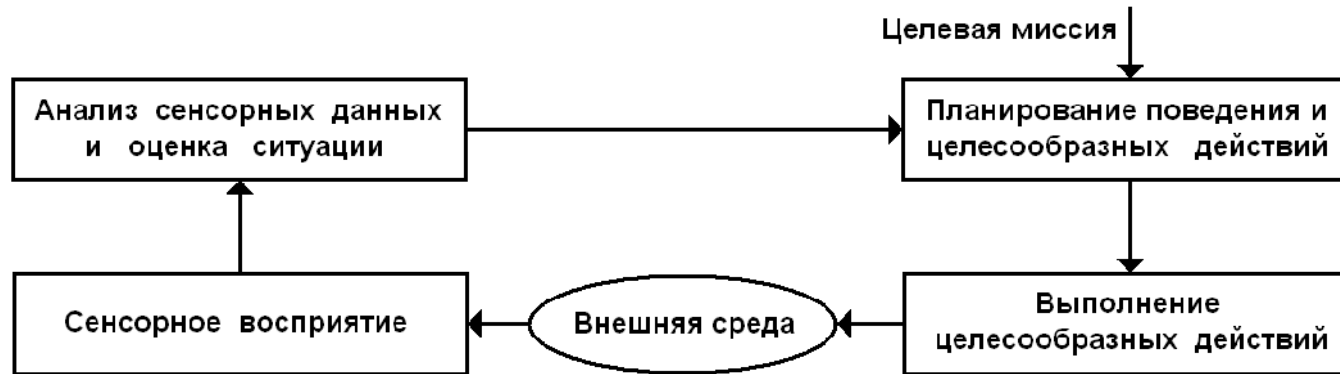 Целевая миссия
Анализ сенсорных данных
и оценка ситуации
Планирование поведения и
целесообразных действий
Сенсорное восприятие
Внешняя среда
Выполнение
целесообразных действий